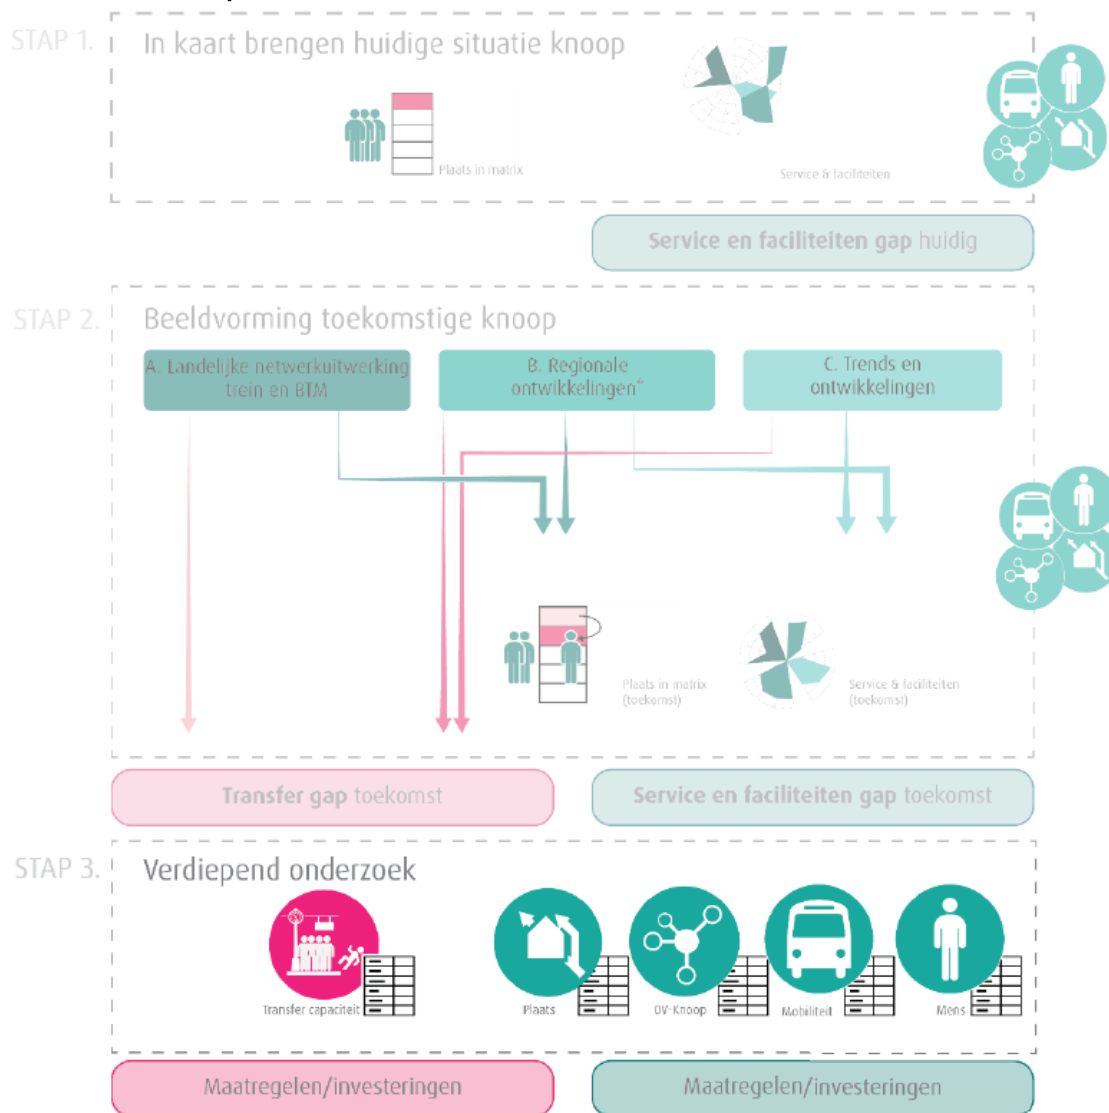 STAP 1.
In kaart brengen huidige situatie knoop
Plaats in matrix
Service & faciliteiten
Service en faciliteiten gap huidig
STAP 2.
Beeldvorming toekomstige knoop
A. Landelijke netwerkuitwerking
trein en BTM
B. Regionale
ontwikkelingen
C. Trends en
ontwikkelingen
Plaats in matrix
(toekomst)
Service & faciliteiten
(toekomst)
Transfer gap toekomst
Service en faciliteiten gap toekomst
STAP 3.
Verdiepend onderzoek
Transfer capaciteit
Plaats
OV-Knoop
Mobiliteit
Mens
Maatregelen/investeringen
Maatregelen/investeringen